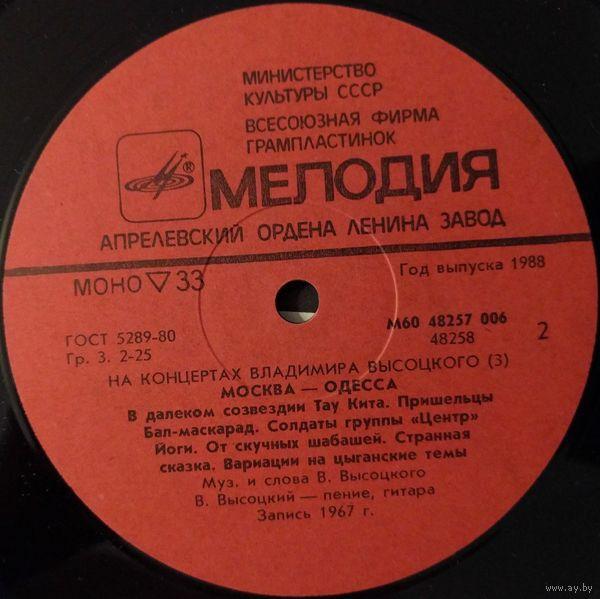 МИНИСТЕРСТВО
КУЛЬТУРЫ СССР
ВСЕСОЮЗНАЯ ФИРМА
ГРАМПЛАСТИНОК
®
МЕЛОДИЯ
АПРЕЛЕВСКИЙ ОРДЕНА ЛЕНИНА ЗАВОД
МОНО ▽ 33
Год выпуска 1988
ГОСТ 5289-80
Гр. 3. 2-25
М60 48257 006
48258
2
НА КОНЦЕРТАХ ВЛАДИМИРА ВЫСОЦКОГО (3)
МОСКВА — ОДЕССА
В далеком созвездии Тау Кита. Пришельцы
Бал-маскарад. Солдаты группы «Центр»
Йоги. От скучных шабашей. Странная
сказка. Вариации на цыганские темы
Муз. и слова В. Высоцкого
В. Высоцкий — пение, гитара
Запись 1967 г.
www.ay.by